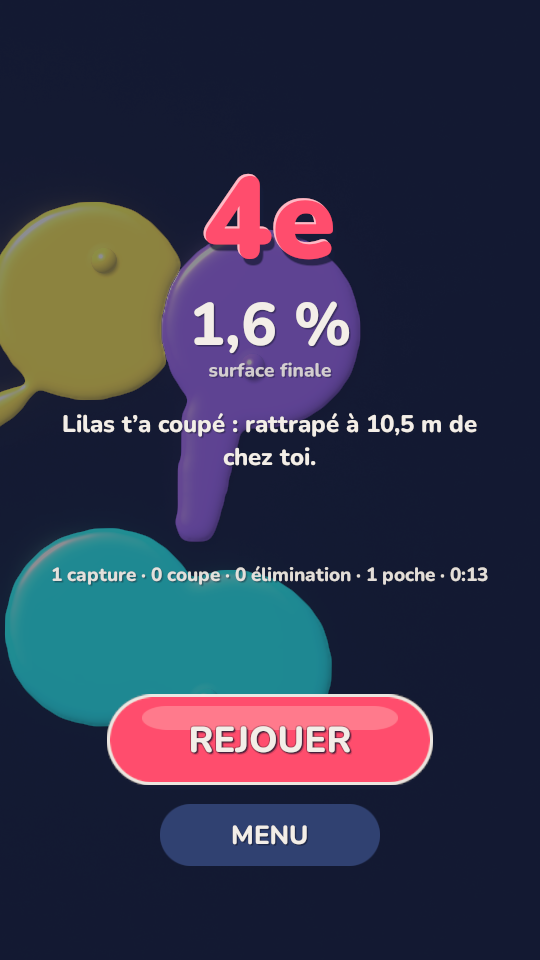 4e
1,6 %
surface finale
Lilas t’a coupé : rattrapé à 10,5 m de
chez toi.
1 capture · 0 coupe · 0 élimination · 1 poche · 0:13
REJOUER
MENU